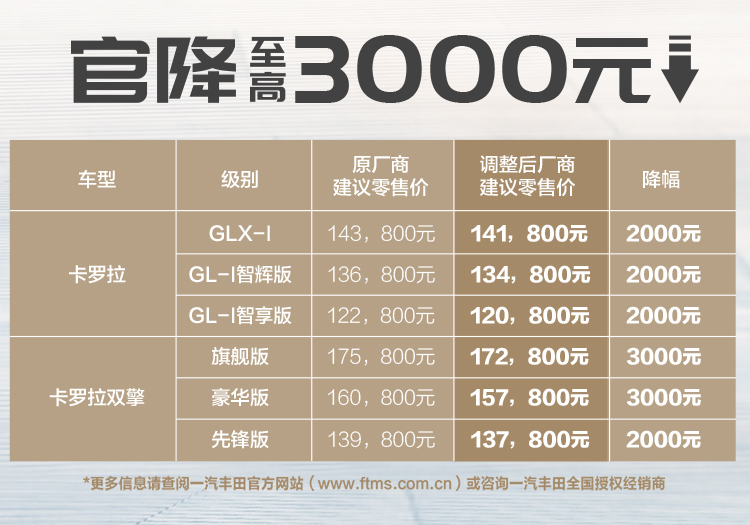 官降至高3000元
车型 级别 原厂商建议零售价 调整后厂商建议零售价 降幅
卡罗拉 GLX-I 143，800元 141，800元 2000元
GL-I智辉版 136，800元 134，800元 2000元
GL-I智享版 122，800元 120，800元 2000元
卡罗拉双擎 旗舰版 175，800元 172，800元 3000元
豪华版 160，800元 157，800元 3000元
先锋版 139，800元 137，800元 2000元
*更多信息请查阅一汽丰田官方网站（www.ftms.com.cn）或咨询一汽丰田全国授权经销商